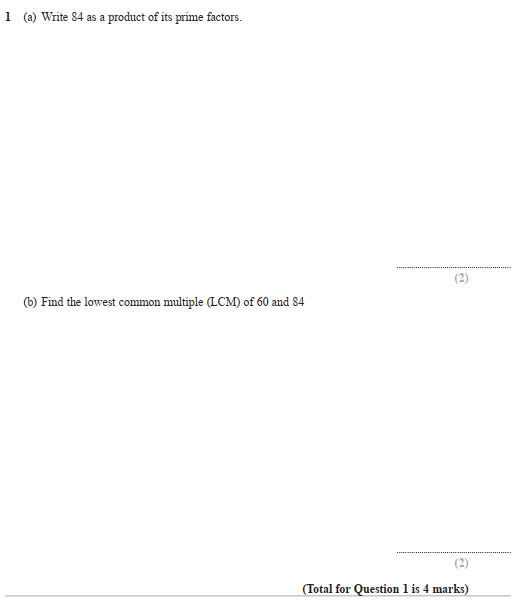 1 (a) Write 84 as a product of its prime factors.
(2)
(b) Find the lowest common multiple (LCM) of 60 and 84
(2)
(Total for Question 1 is 4 marks)